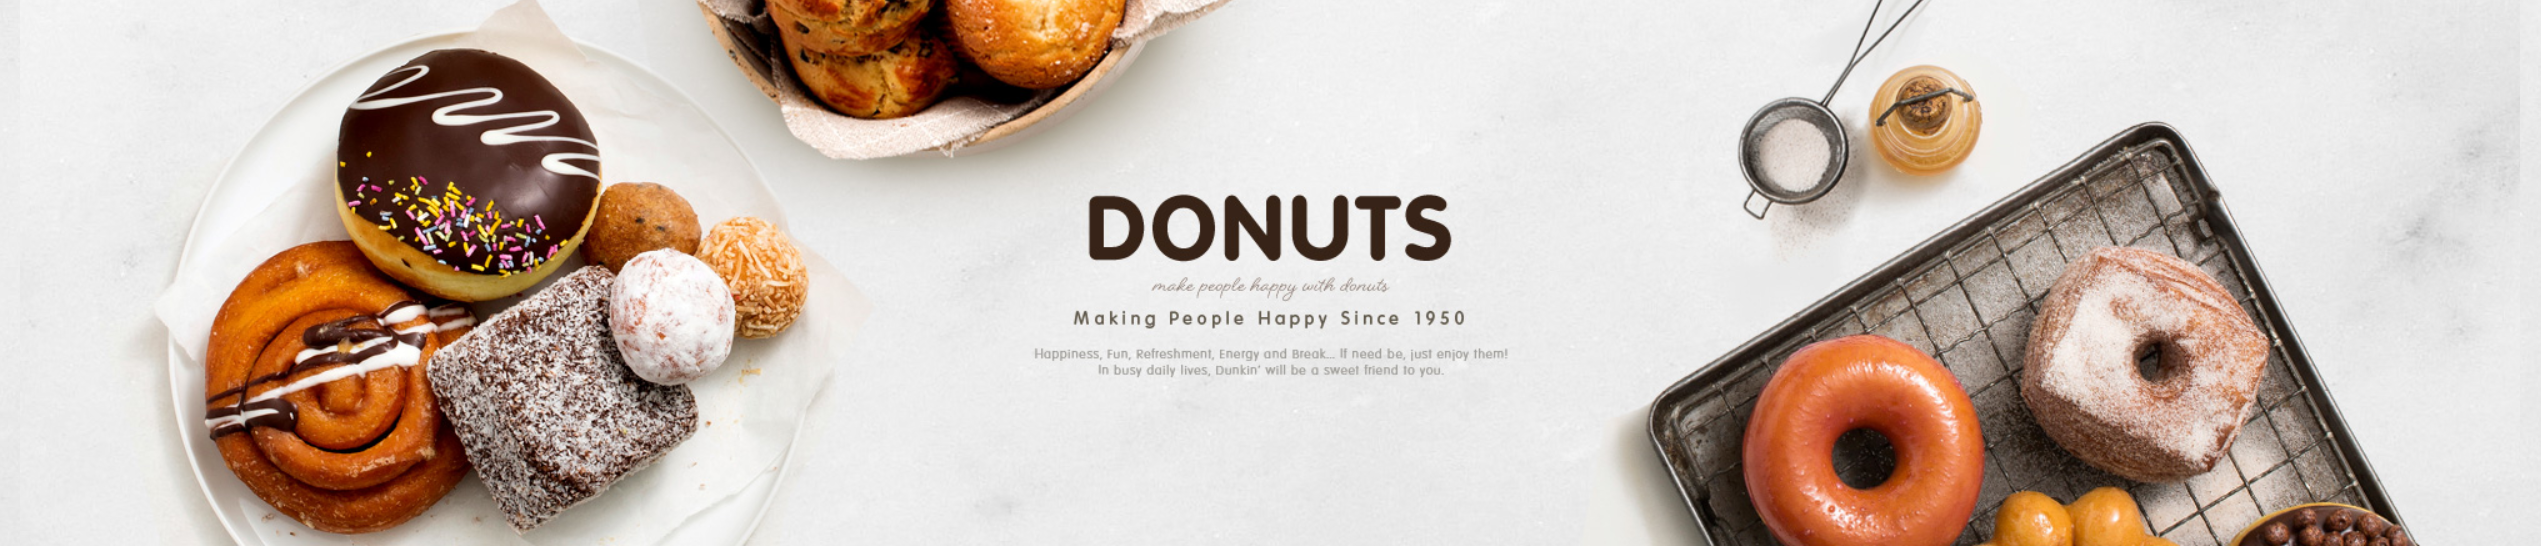 DONUTS
make people happy with donuts
Making People Happy Since 1950
Happiness, Fun, Refreshment, Energy and Break... If need be, just enjoy them!
In busy daily lives, Dunkin' will be a sweet friend to you.